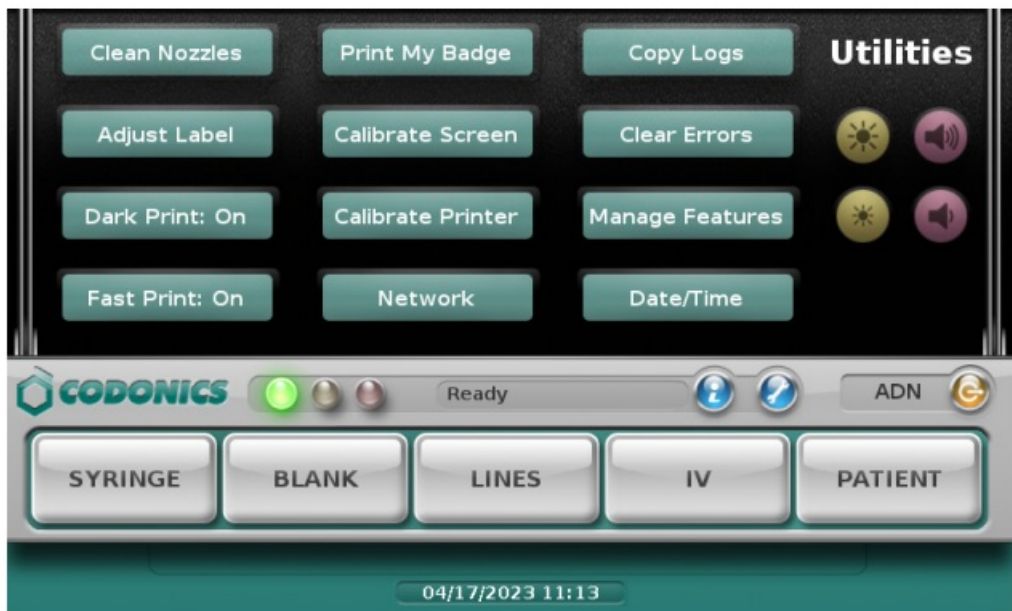 Clean Nozzles Print My Badge Copy Logs Utilities
Adjust Label Calibrate Screen Clear Errors
Dark Print: On Calibrate Printer Manage Features
Fast Print: On Network Date/Time
CODONICS Ready i ADN
SYRINGE BLANK LINES IV PATIENT
04/17/2023 11:13